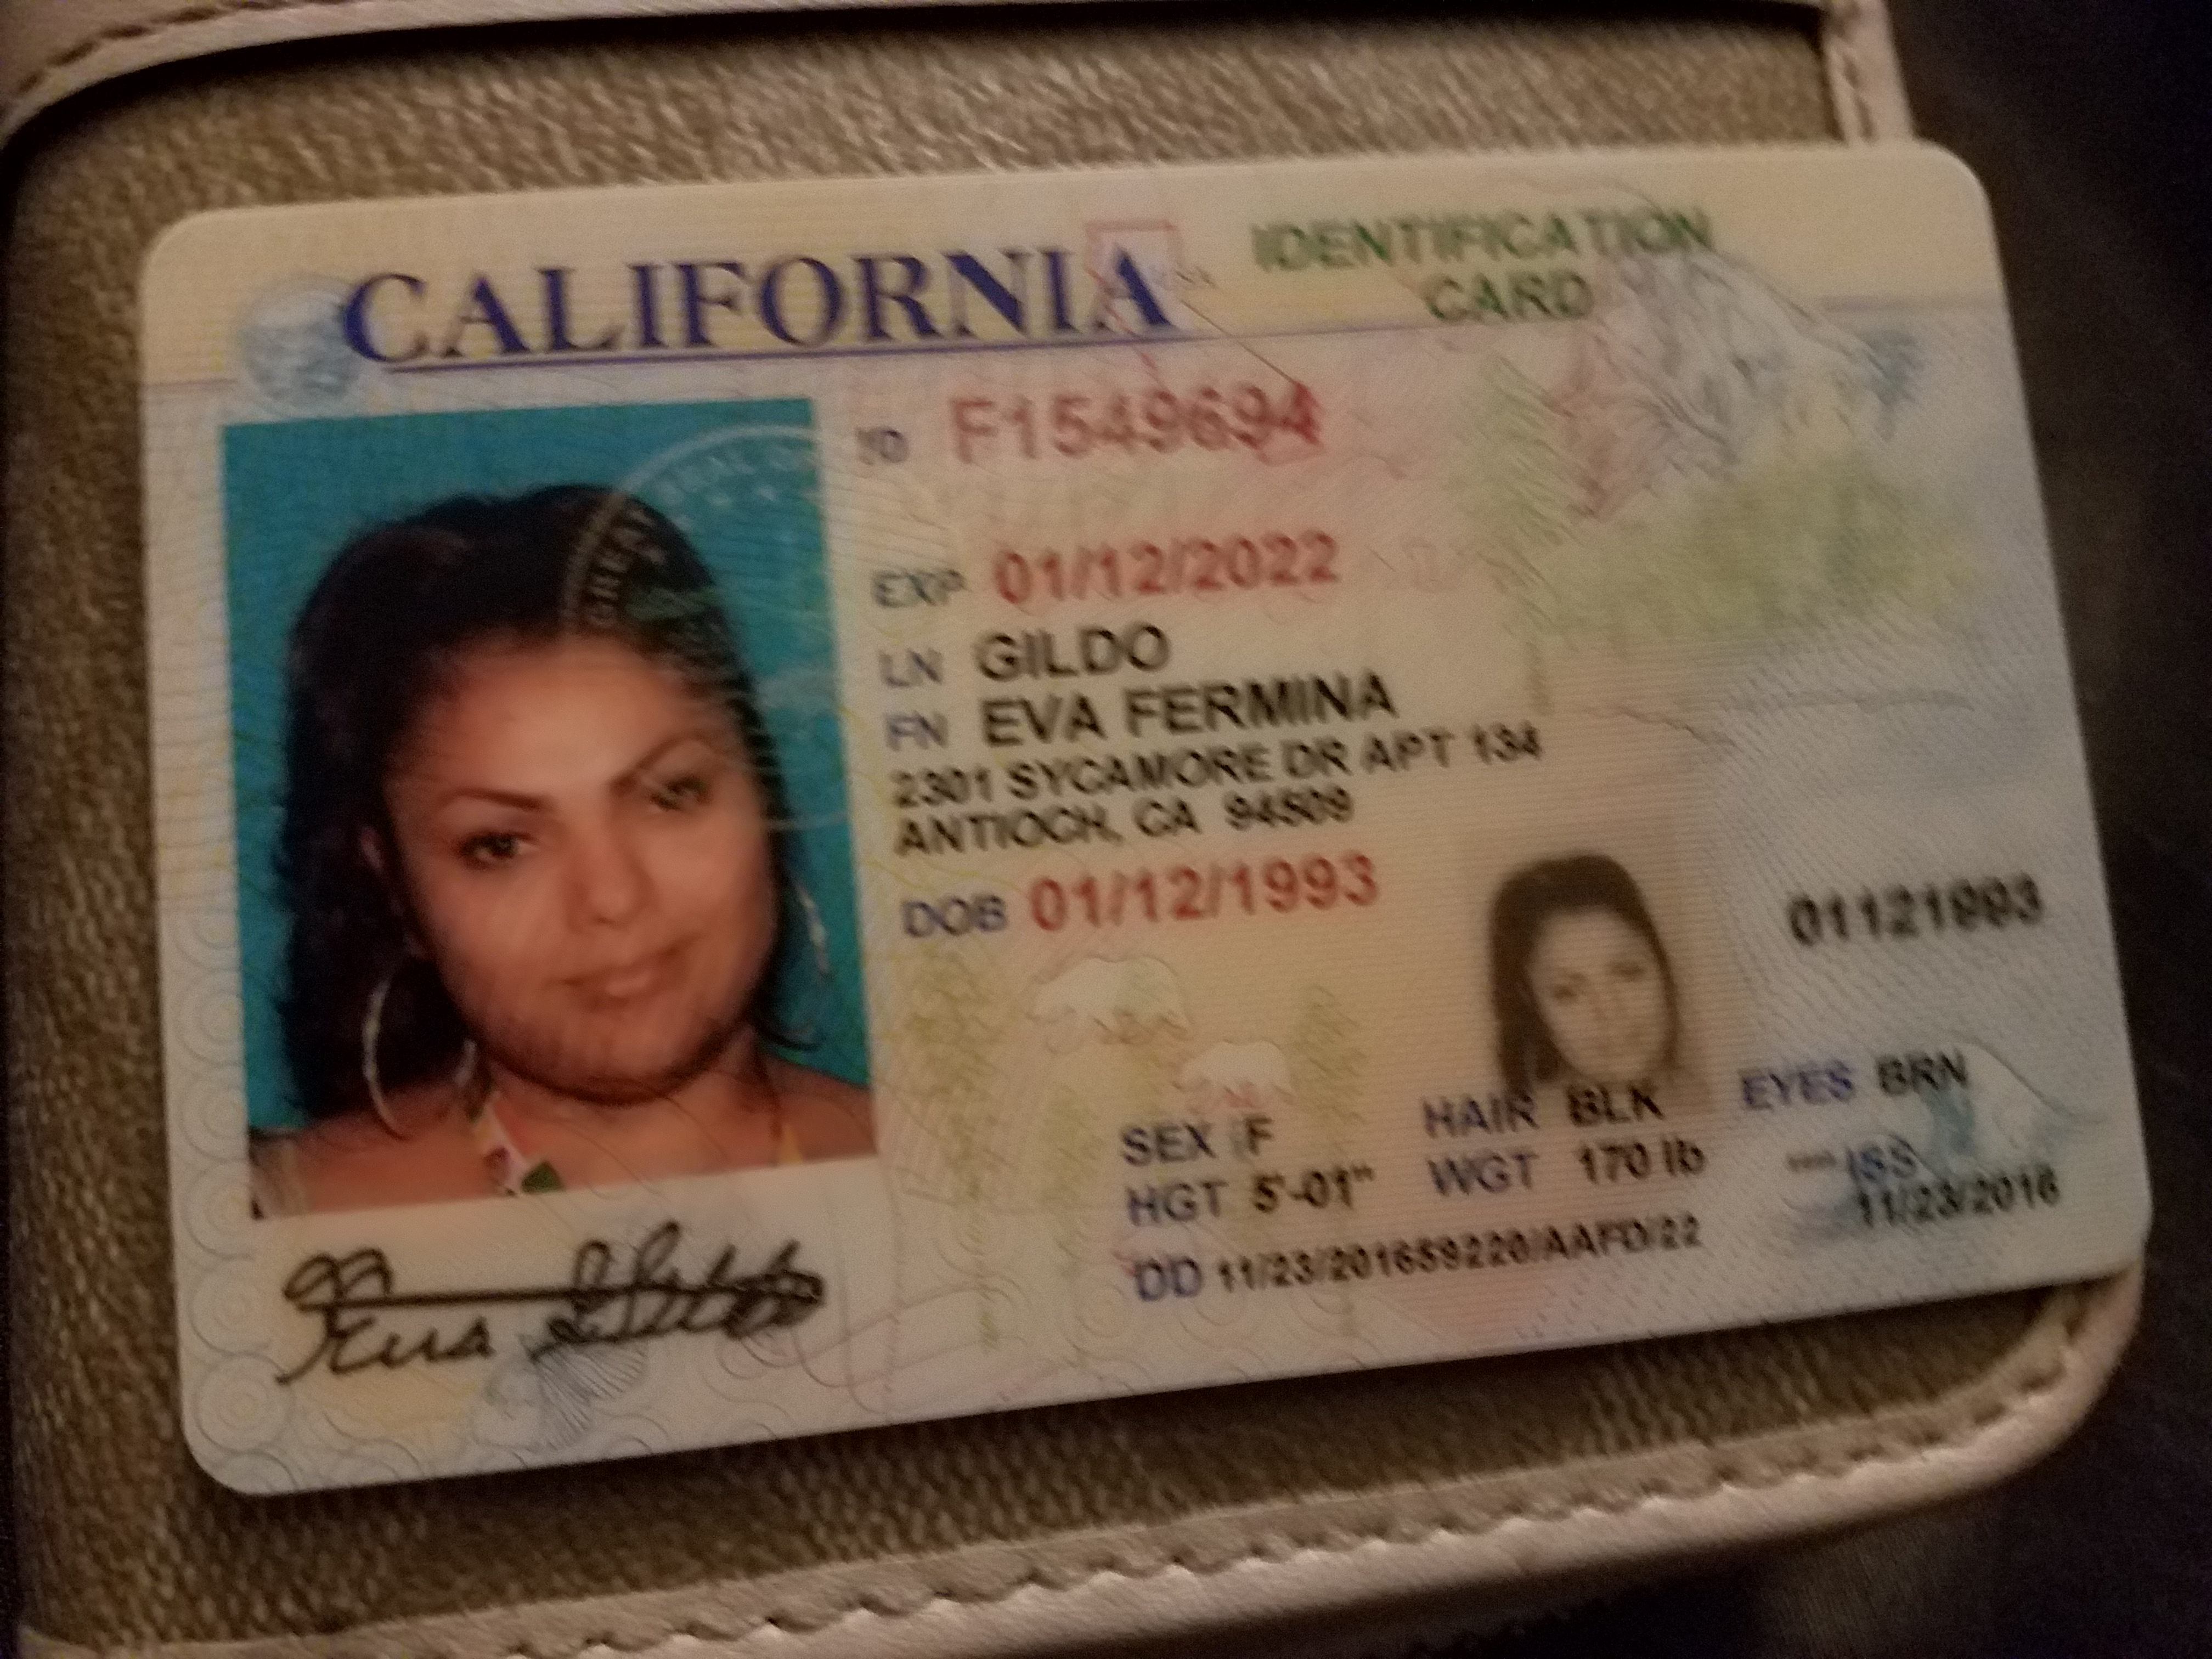 CALIFORNIA
IDENTIFICATION
CARD
ID F1549694
EXP 01/12/2022
LN GILDO
FN EVA FERMINA
2301 SYCAMORE DR APT 134
ANTIOCH, CA 94509
DOB 01/12/1993
01121993
SEX F HAIR BLK EYES BRN
HGT 5'-01" WGT 170 lb ISS
DD 11/23/201659220/AAFD/22 11/23/2016
Eva Gildo